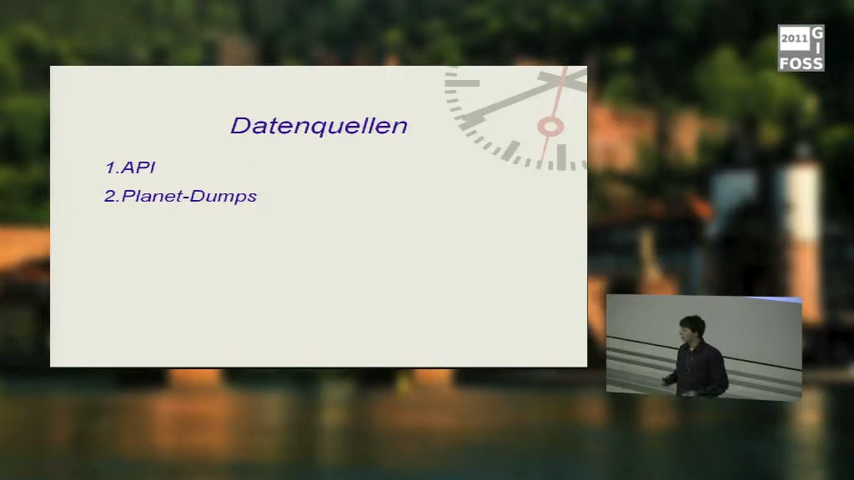 2011
G
I
FOSS
Datenquellen
1.API
2.Planet-Dumps